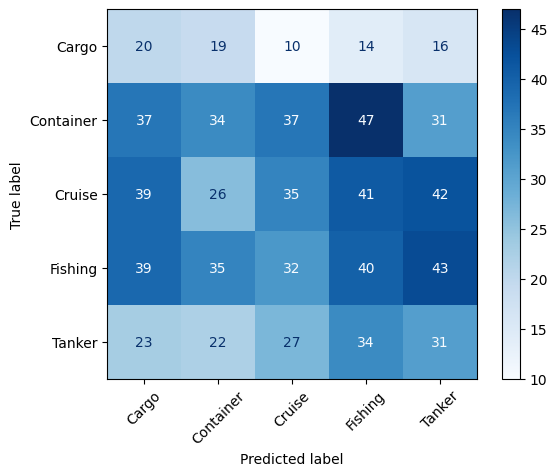 Cargo 20 19 10 14 16
Container 37 34 37 47 31
Cruise 39 26 35 41 42
Fishing 39 35 32 40 43
Tanker 23 22 27 34 31
Cargo Container Cruise Fishing Tanker
Predicted label
True label
45
40
35
30
25
20
15
10